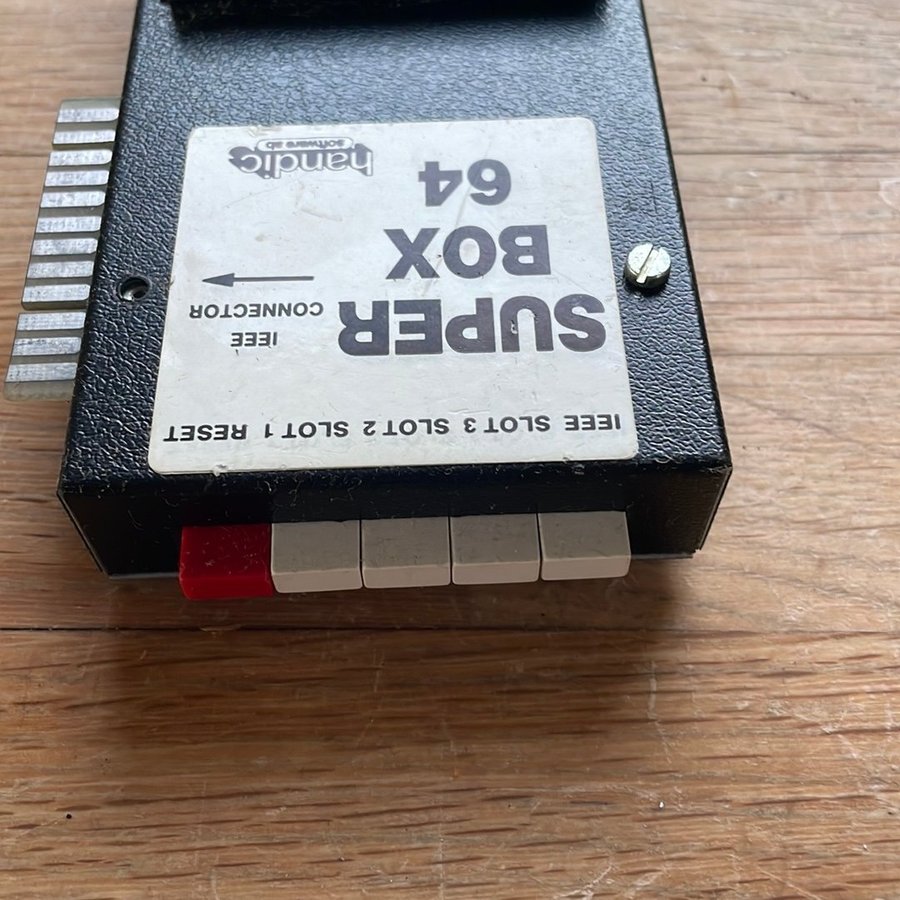 IEEE SLOT 3 SLOT 2 SLOT 1 RESET
SUPER
BOX
64
IEEE
CONNECTOR
handic
software ab